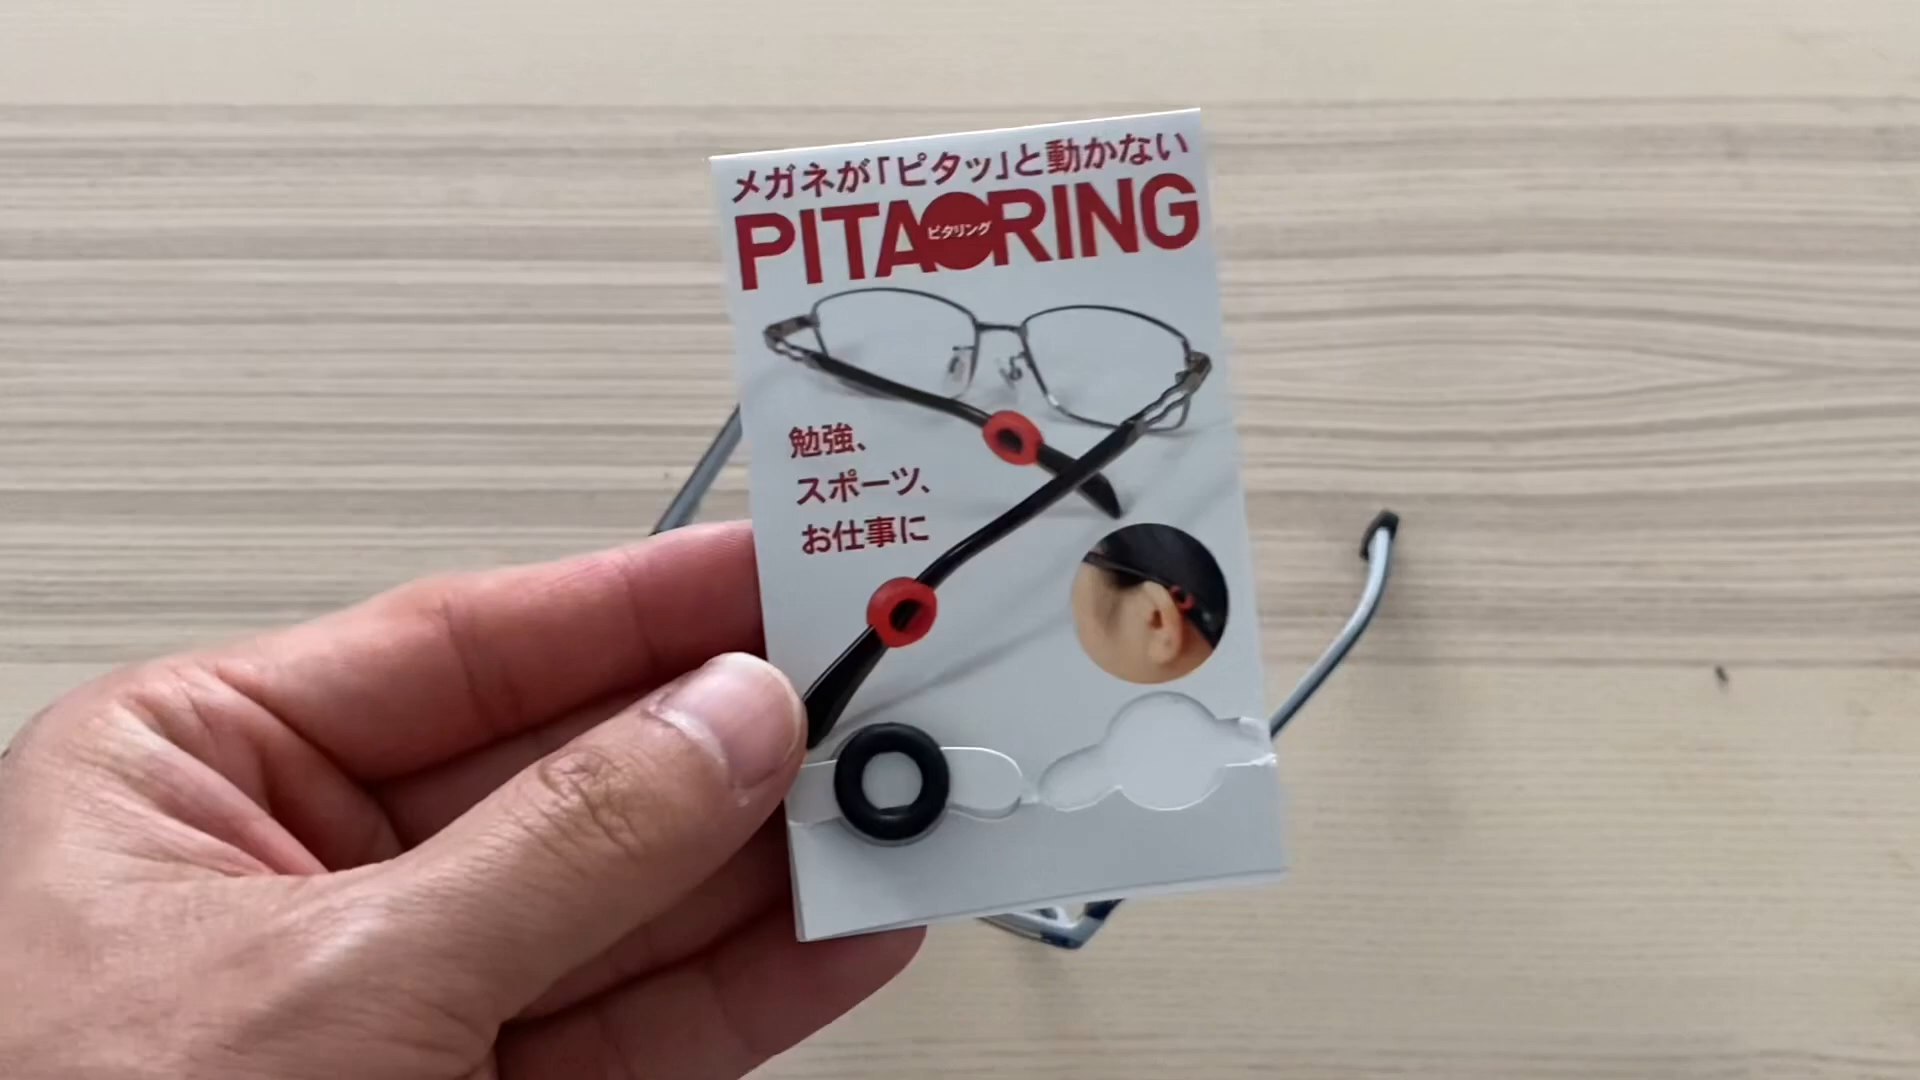 メガネが「ピタッ」と動かない
PITA RING
ピタリング
勉強、
スポーツ、
お仕事に